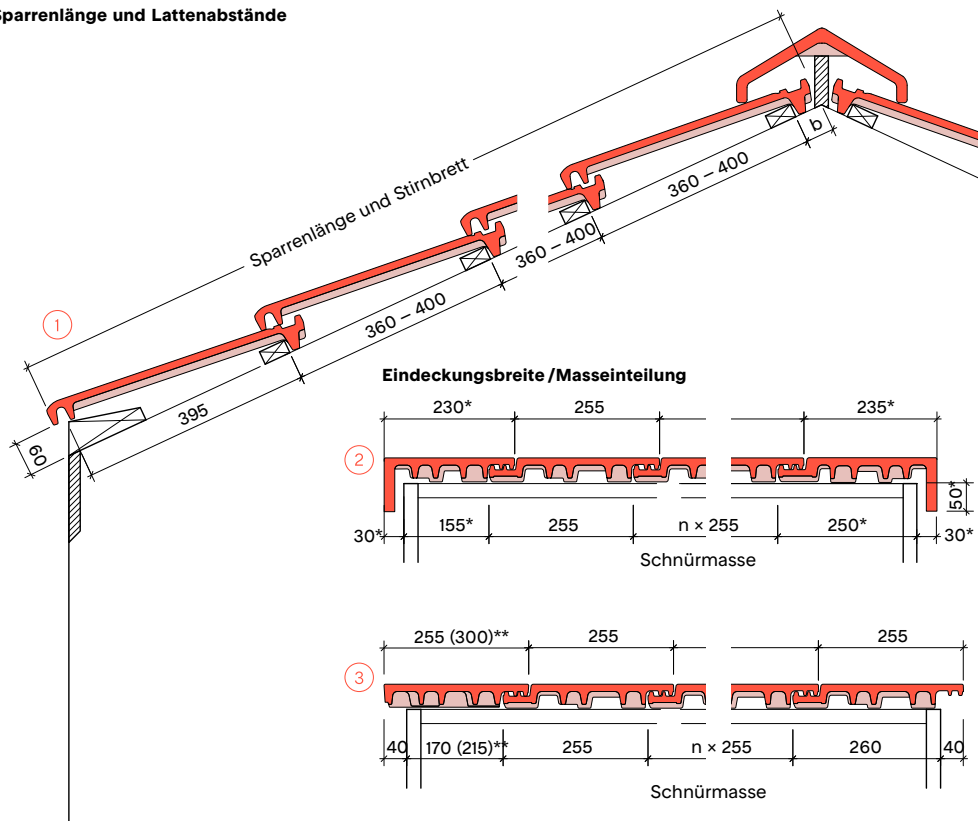 Sparrenlänge und Lattenabstände
Sparrenlänge und Stirnbrett
b
360 – 400
360 – 400
360 – 400
1
395
60
Eindeckungsbreite/Masseinteilung
230* 255 235*
2
50*
30* 155* 255 n × 255 250* 30*
Schnürmasse
255 (300)** 255 255
3
40 170 (215)** 255 n × 255 260 40
Schnürmasse